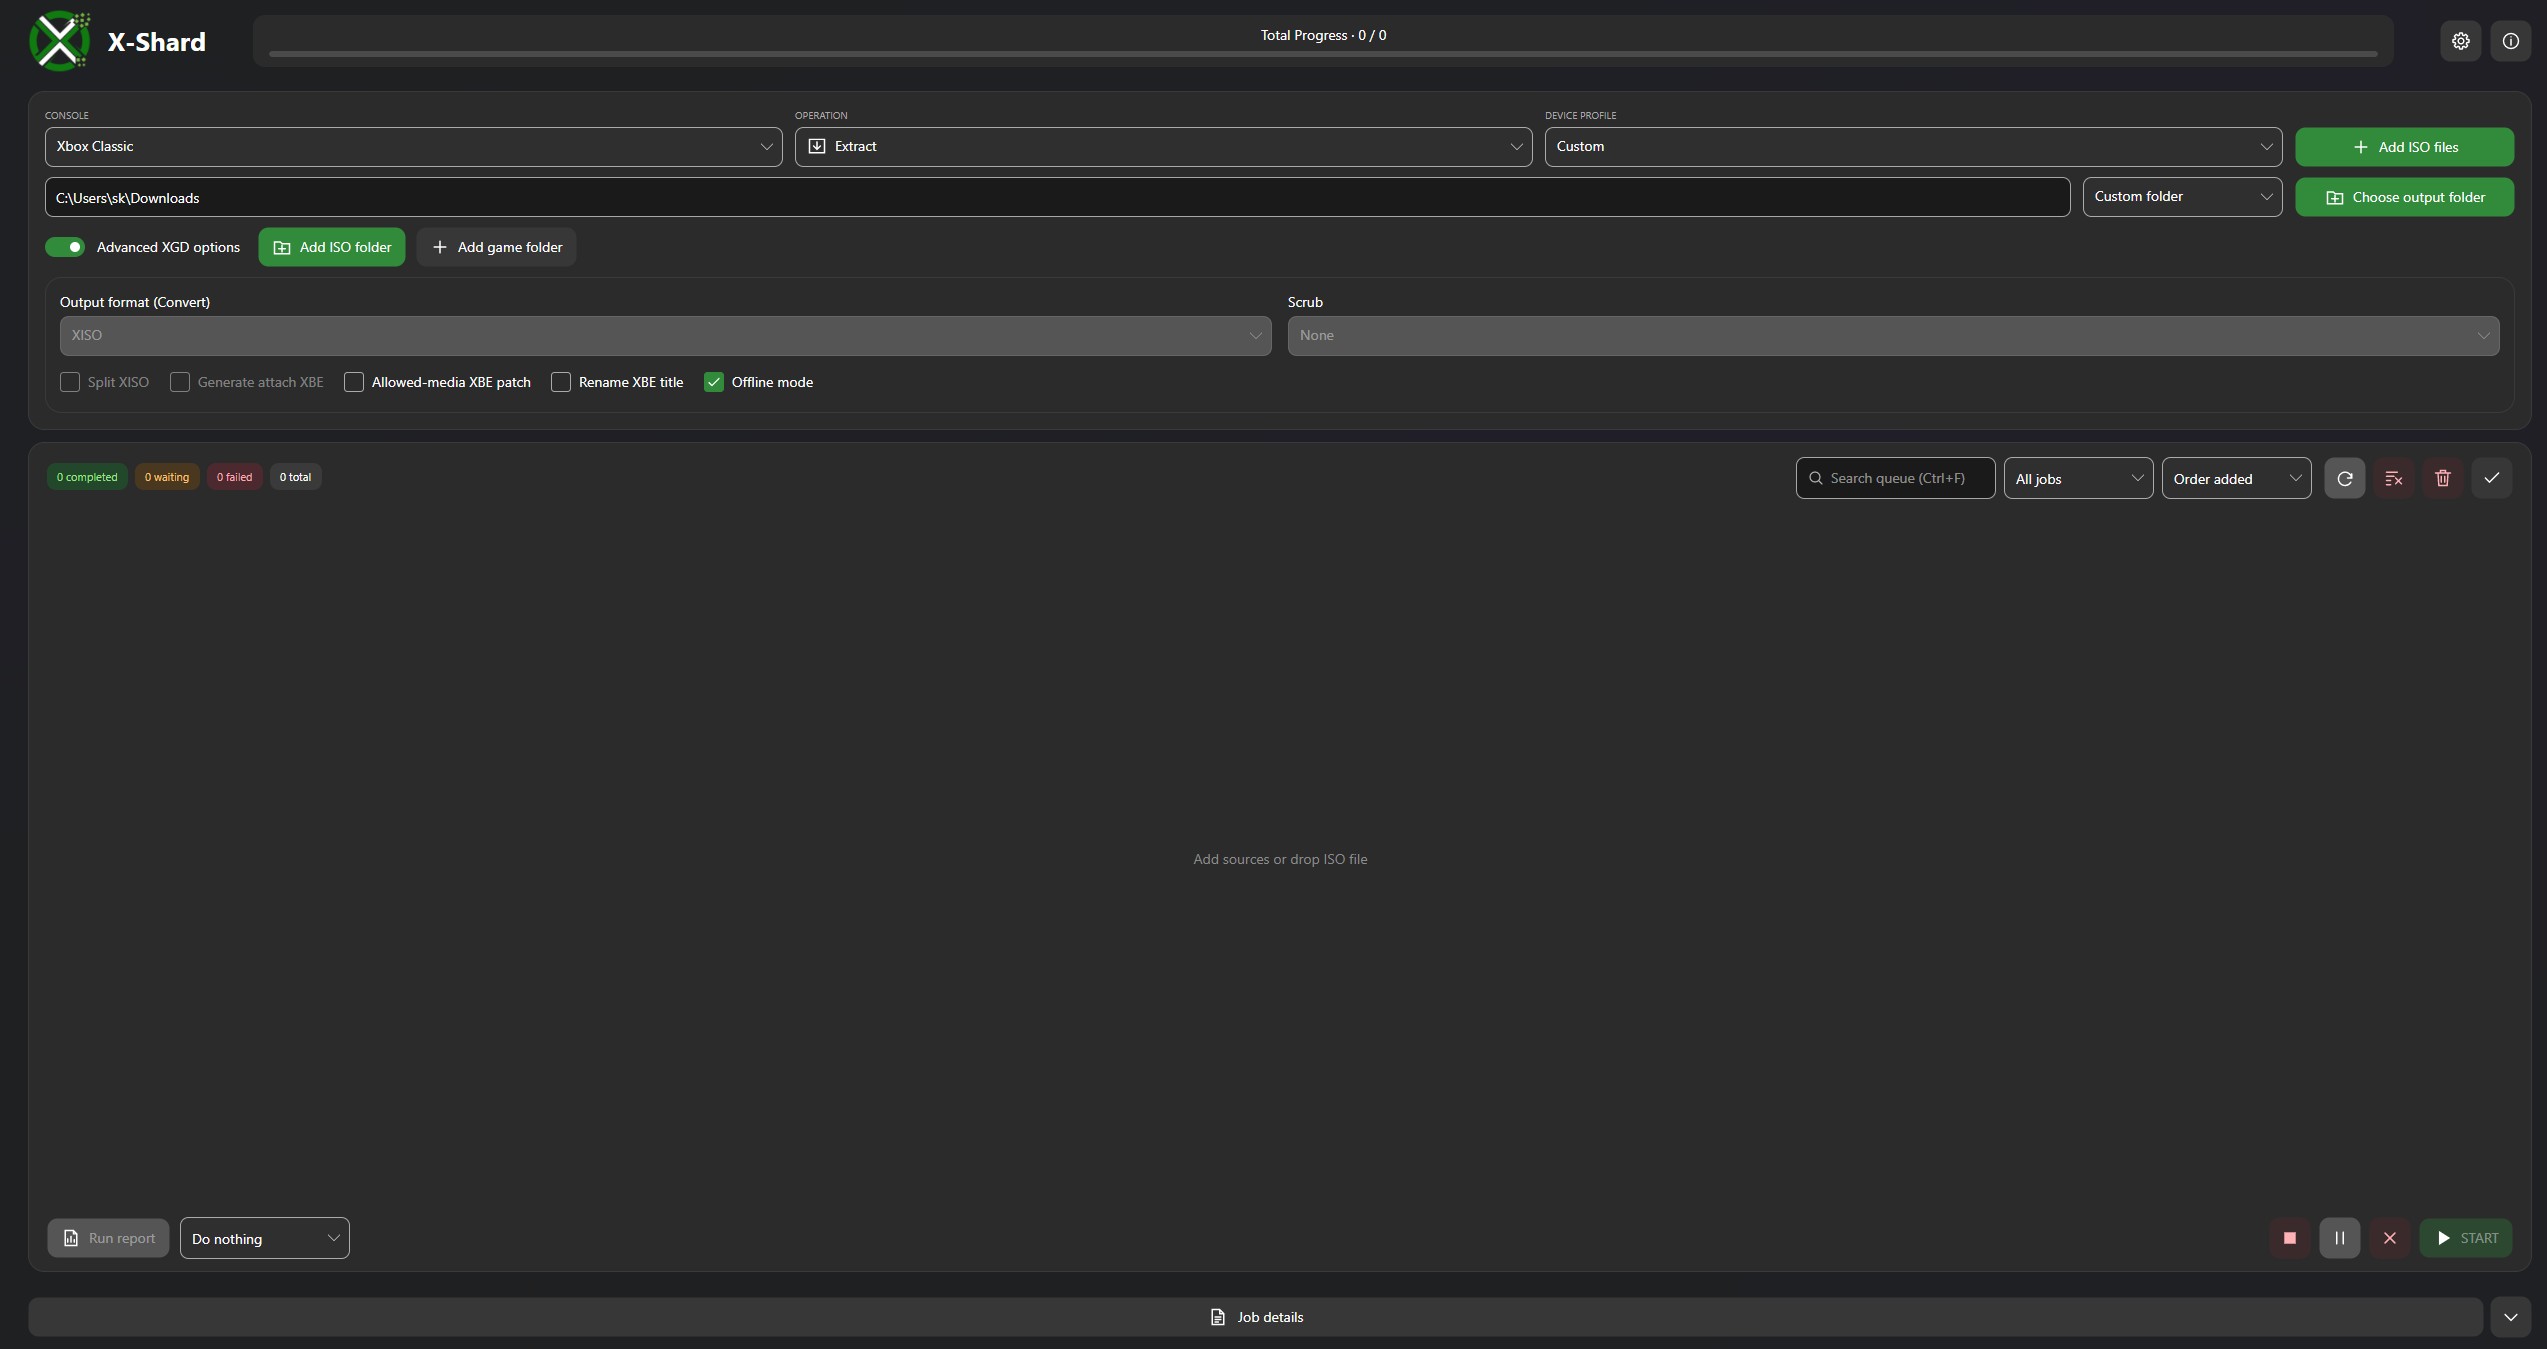 X-Shard
Total Progress · 0 / 0
CONSOLE
OPERATION
DEVICE PROFILE
Xbox Classic
Extract
Custom
Add ISO files
C:\Users\sk\Downloads
Custom folder
Choose output folder
Advanced XGD options
Add ISO folder
Add game folder
Output format (Convert)
Scrub
XISO
None
Split XISO
Generate attach XBE
Allowed-media XBE patch
Rename XBE title
Offline mode
0 completed
0 waiting
0 failed
0 total
Search queue (Ctrl+F)
All jobs
Order added
Add sources or drop ISO file
Run report
Do nothing
START
Job details